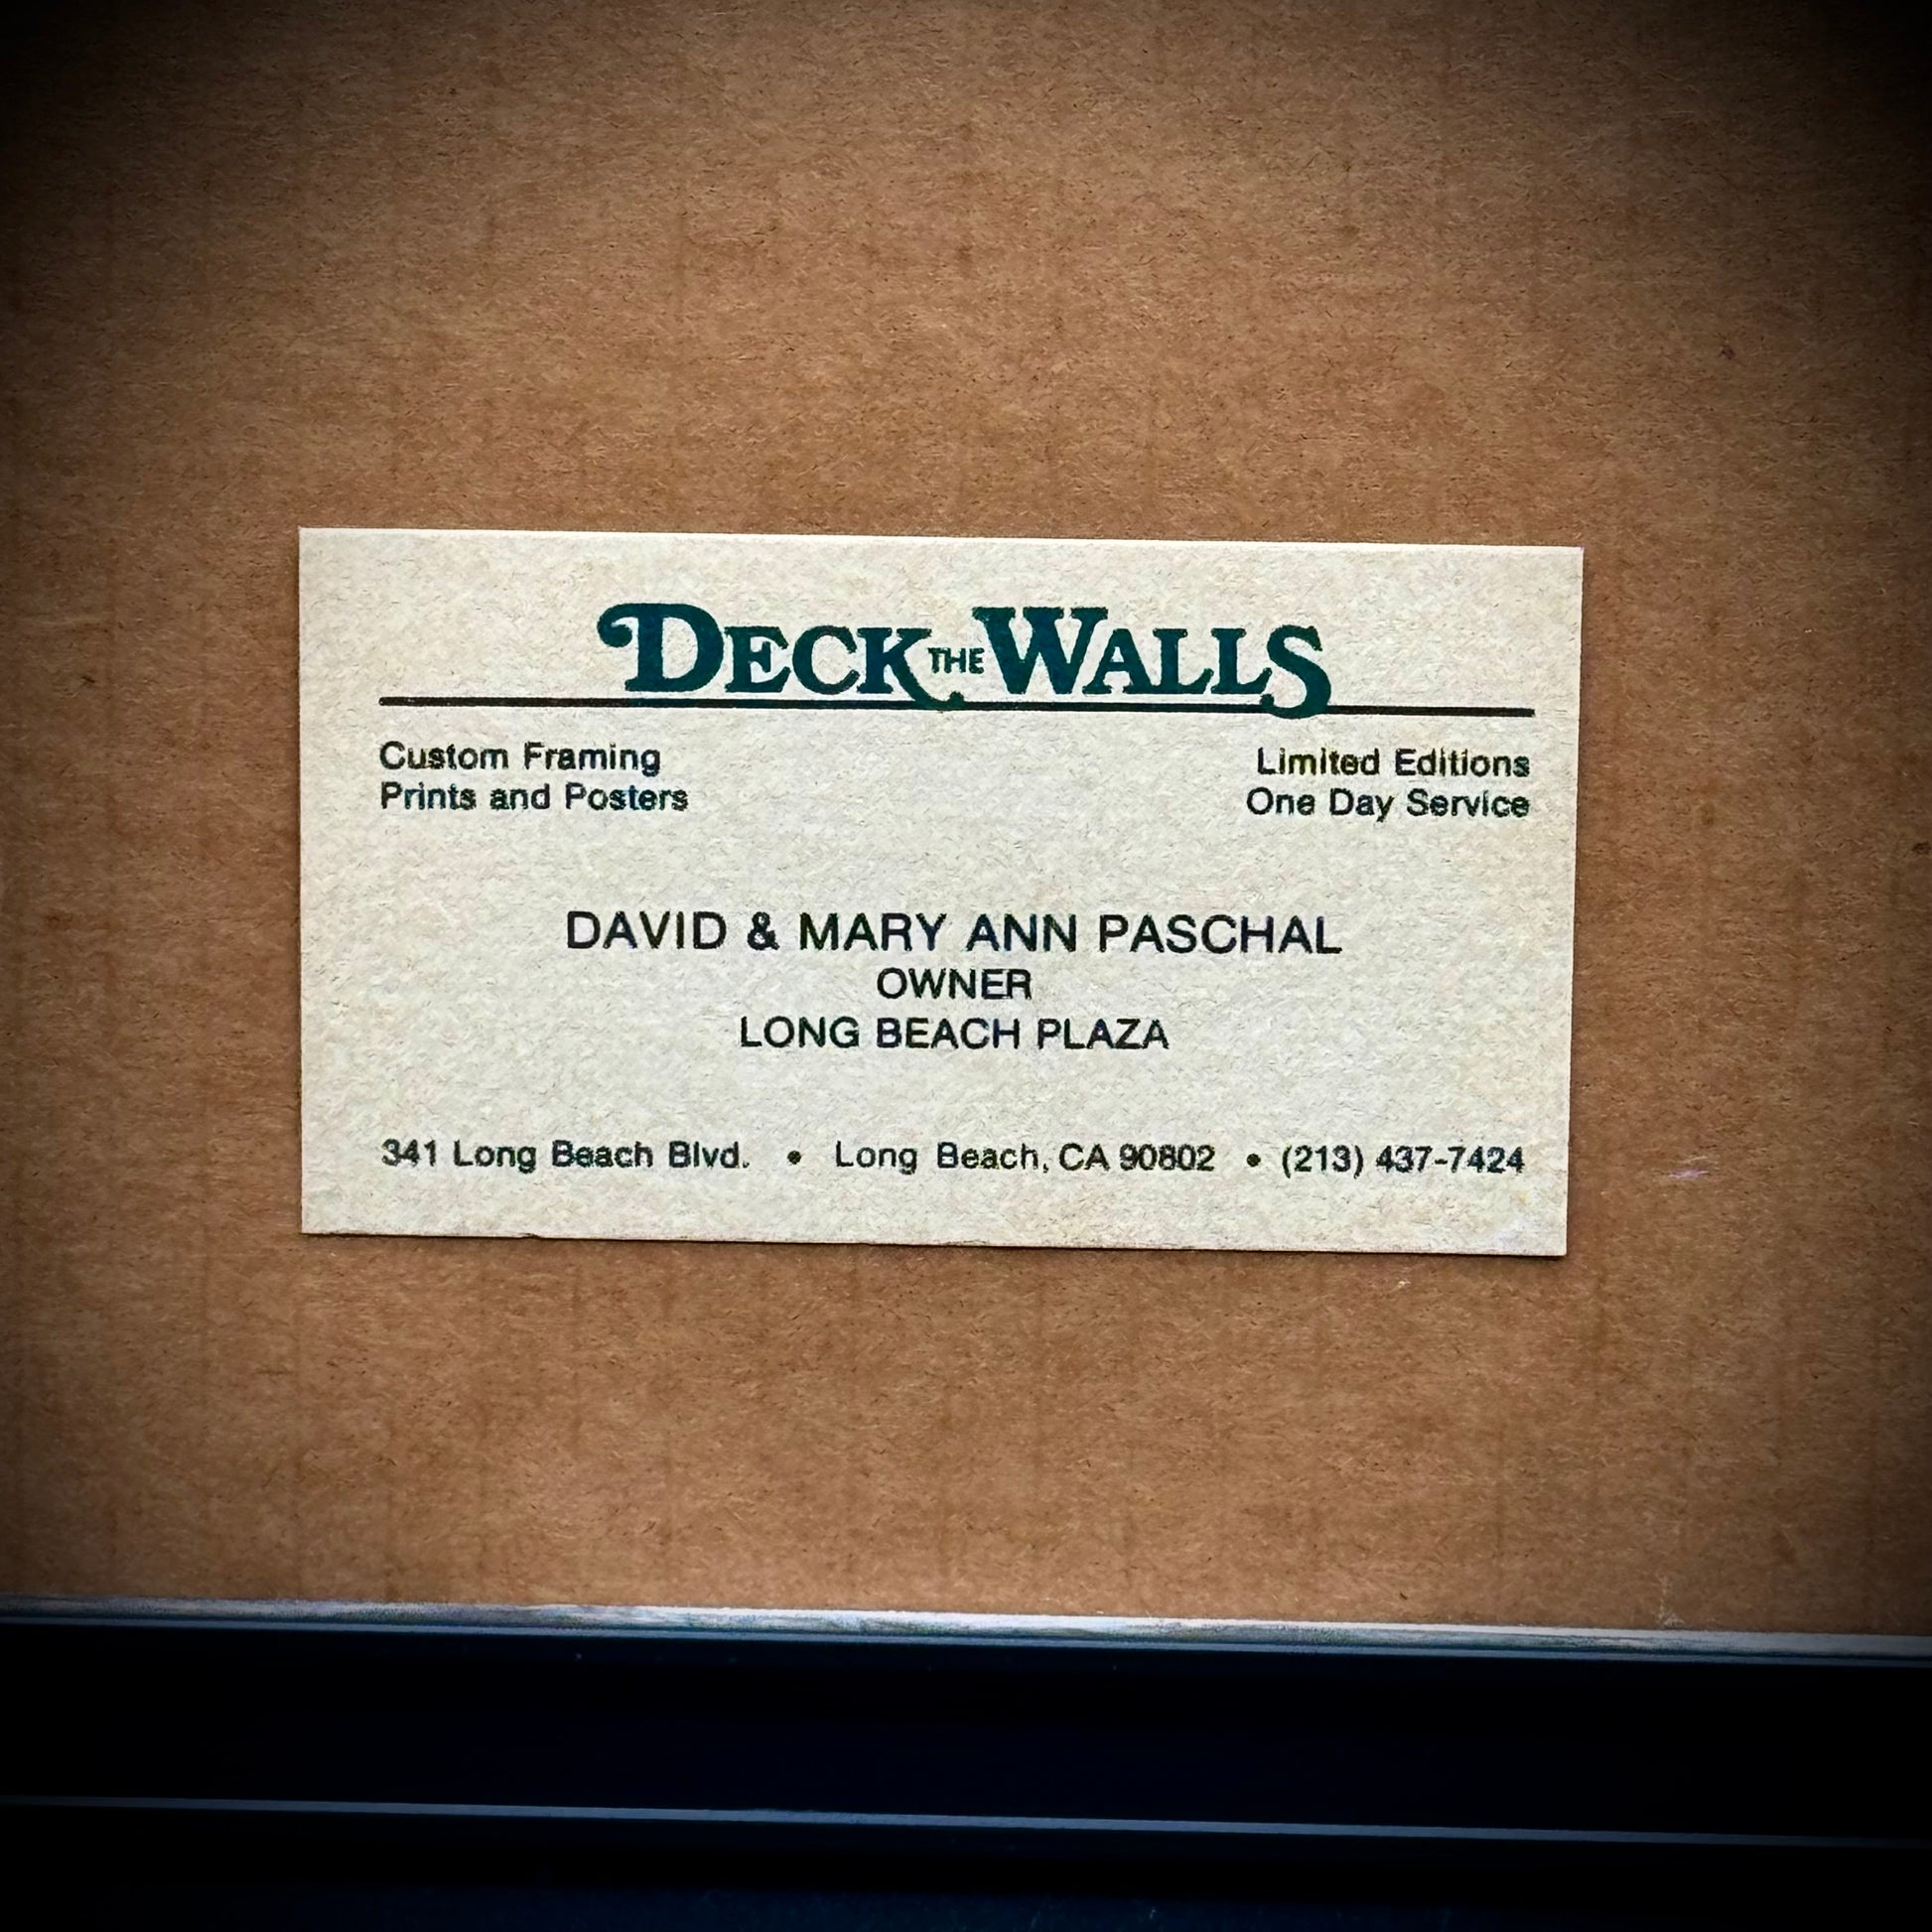 DECK THE WALLS
Custom Framing
Prints and Posters
Limited Editions
One Day Service
DAVID & MARY ANN PASCHAL
OWNER
LONG BEACH PLAZA
341 Long Beach Blvd. • Long Beach, CA 90802 • (213) 437-7424